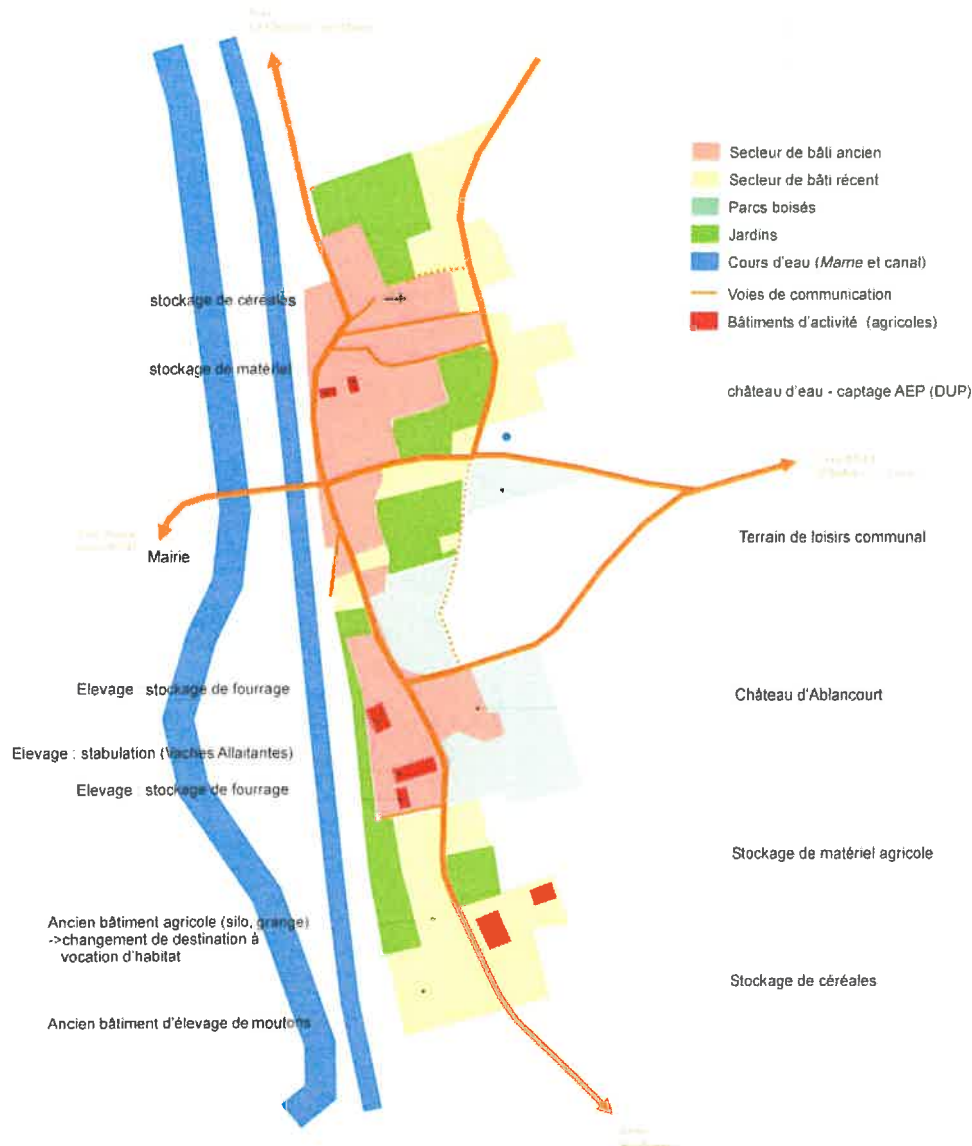 Secteur de bâti ancien
Secteur de bâti récent
Parcs boisés
Jardins
Cours d'eau (Marne et canal)
Voies de communication
Bâtiments d'activité (agricoles)
stockage de céréales
stockage de matériel
château d'eau - captage AEP (DUP)
Mairie
Terrain de loisirs communal
Elevage : stockage de fourrage
Château d'Ablancourt
Elevage : stabulation (Vaches Allaitantes)
Elevage : stockage de fourrage
Stockage de matériel agricole
Ancien bâtiment agricole (silo, grange)
->changement de destination à
vocation d'habitat
Stockage de céréales
Ancien bâtiment d'élevage de moutons